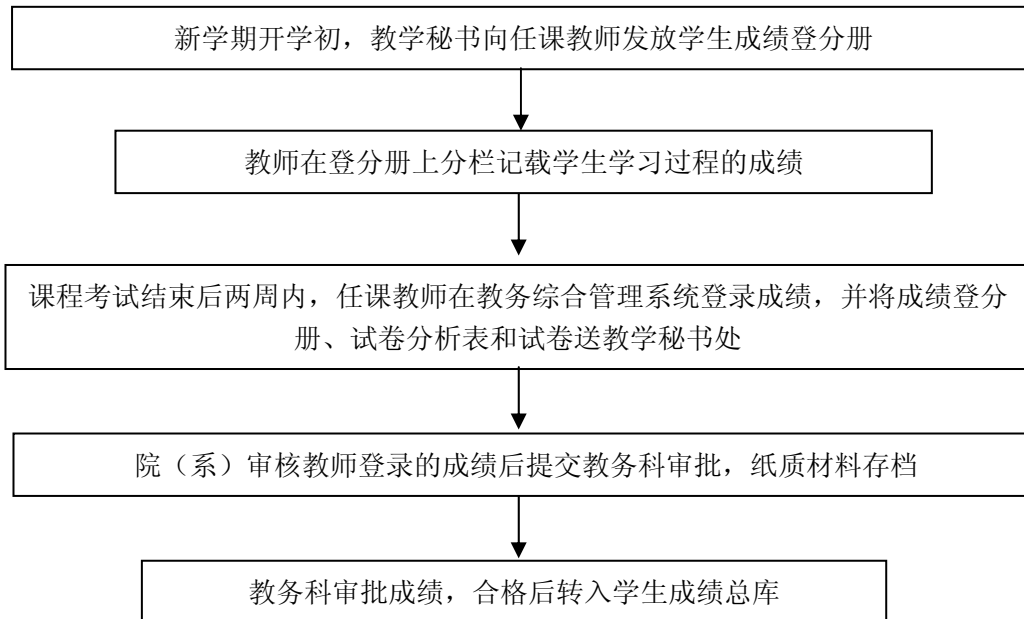 新学期开学初，教学秘书向任课教师发放学生成绩登分册
教师在登分册上分栏记载学生学习过程的成绩
课程考试结束后两周内，任课教师在教务综合管理系统登录成绩，并将成绩登分
册、试卷分析表和试卷送教学秘书处
院（系）审核教师登录的成绩后提交教务科审批，纸质材料存档
教务科审批成绩，合格后转入学生成绩总库